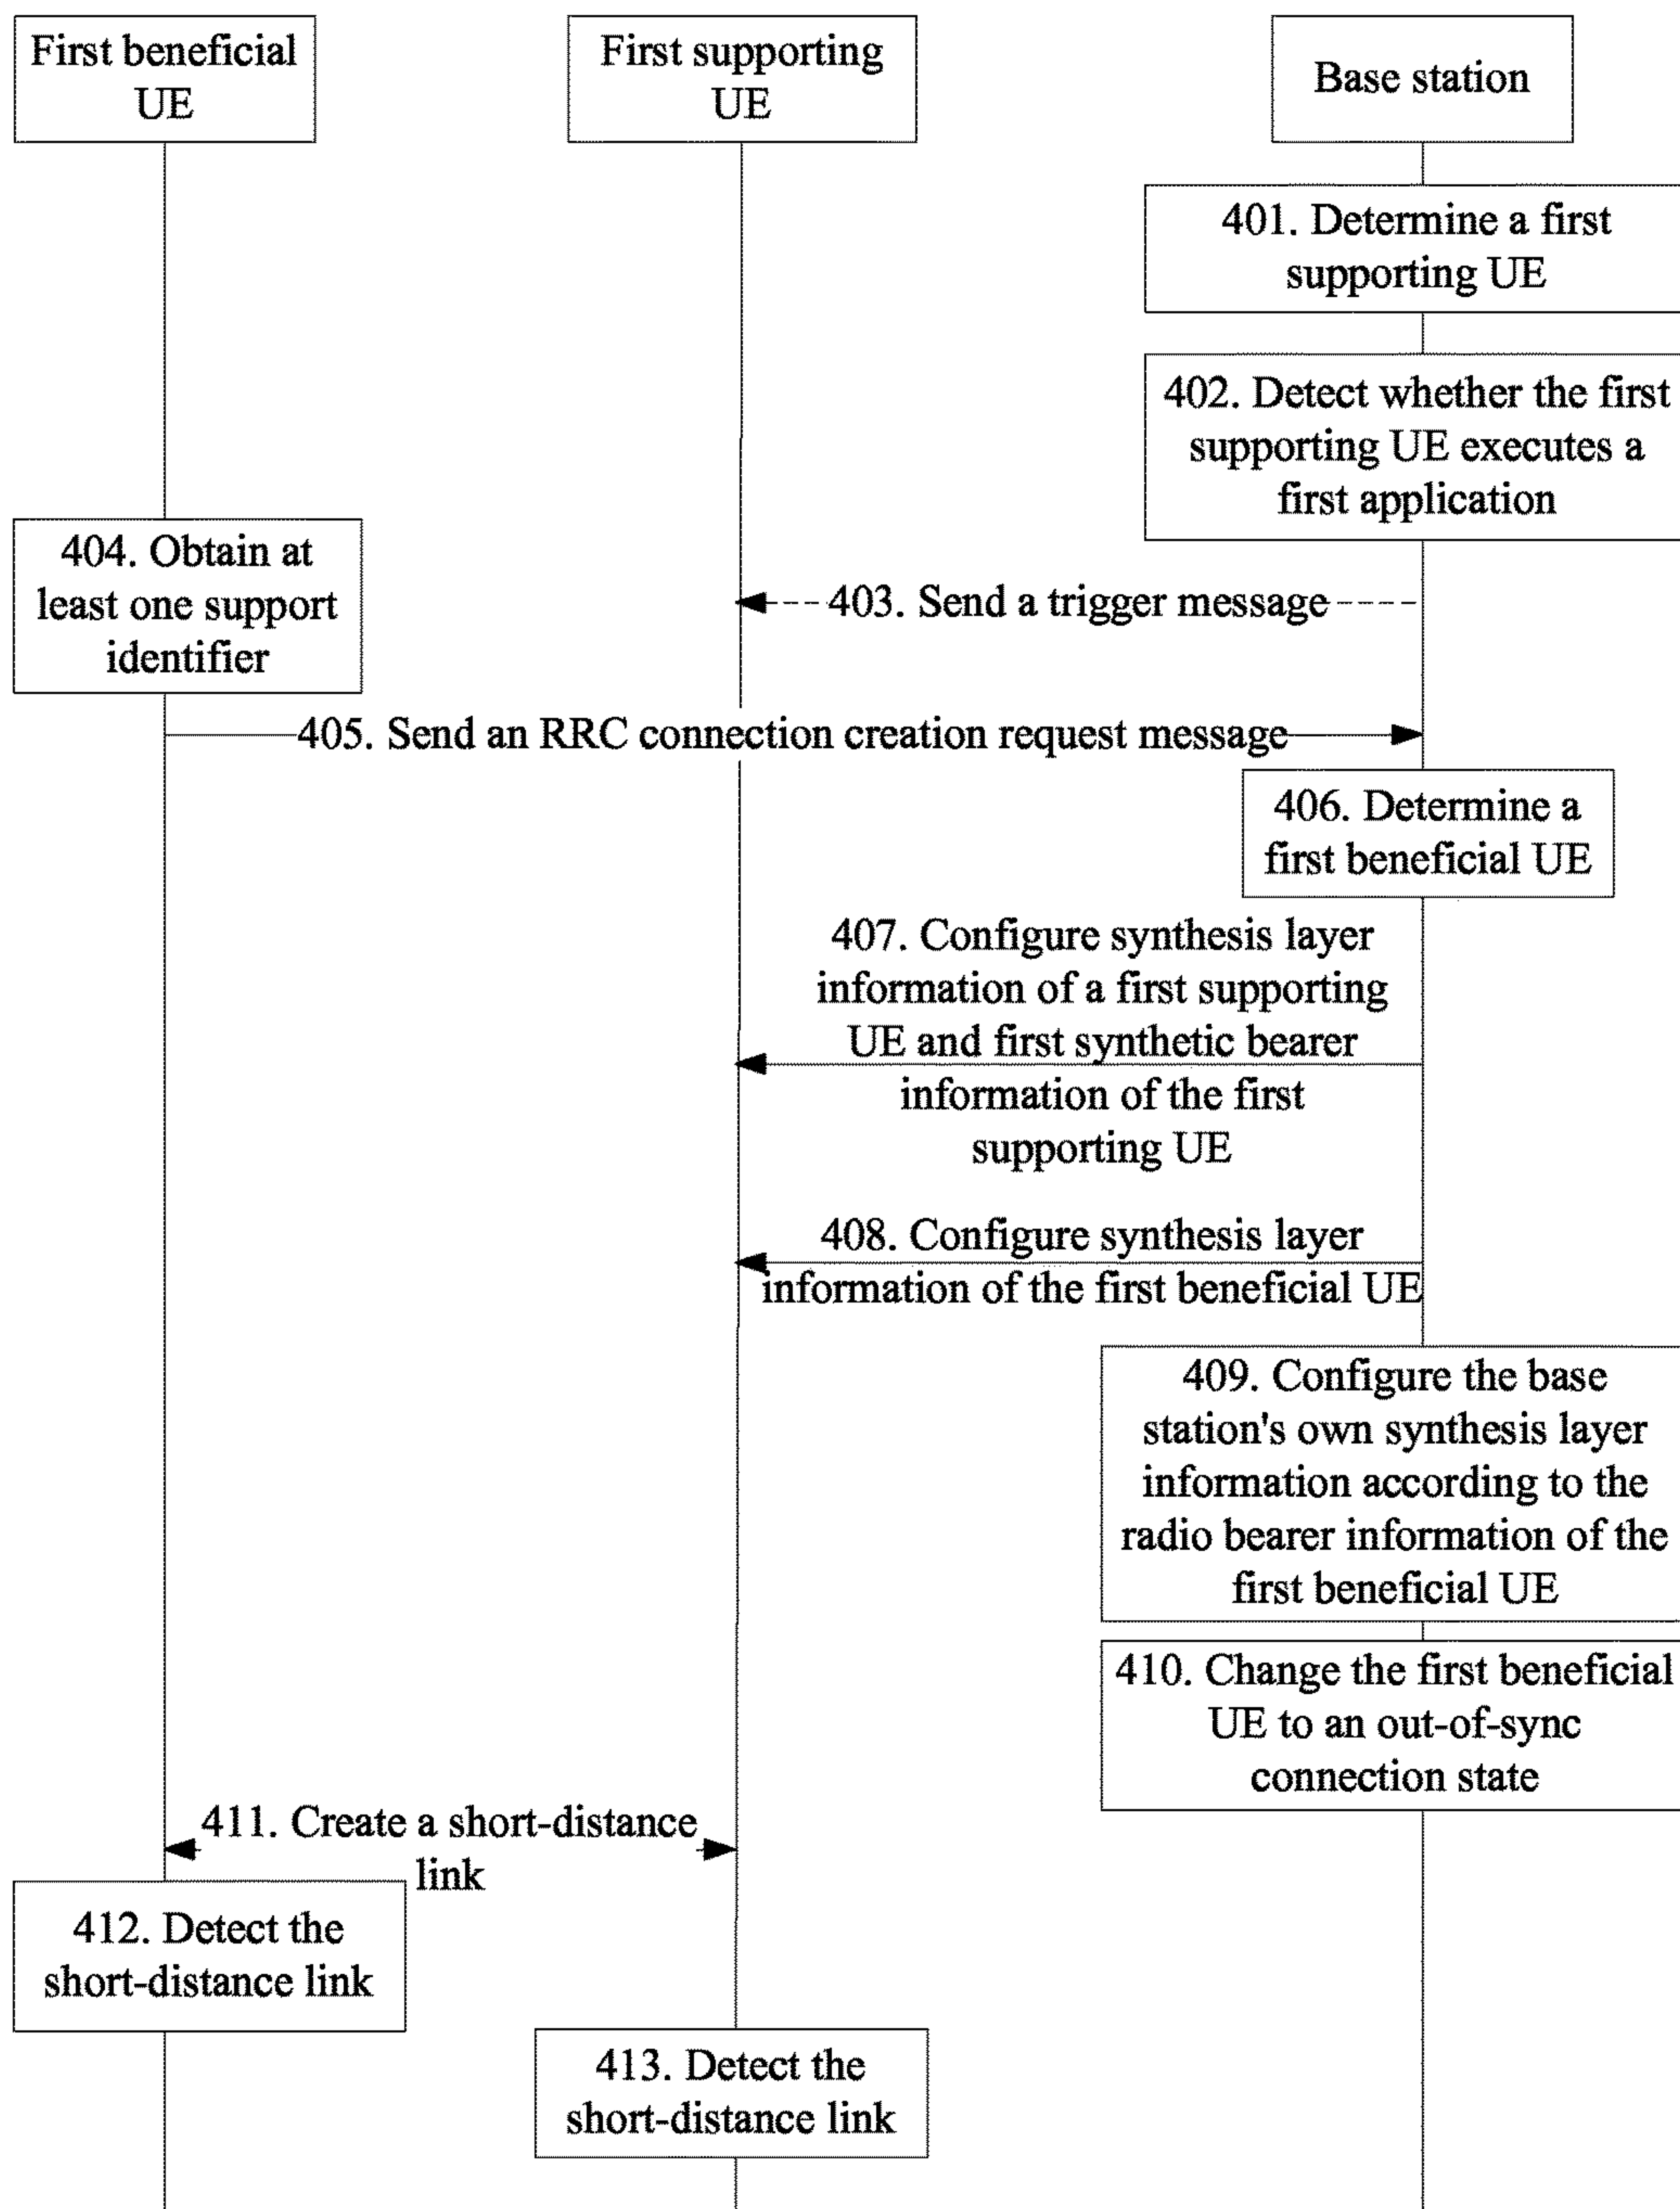 First beneficial
UE
First supporting
UE
Base station
401. Determine a first
supporting UE
402. Detect whether the first
supporting UE executes a
first application
404. Obtain at
least one support
identifier
403. Send a trigger message
405. Send an RRC connection creation request message
406. Determine a
first beneficial UE
407. Configure synthesis layer
information of a first supporting
UE and first synthetic bearer
information of the first
supporting UE
408. Configure synthesis layer
information of the first beneficial UE
409. Configure the base
station's own synthesis layer
information according to the
radio bearer information of the
first beneficial UE
410. Change the first beneficial
UE to an out-of-sync
connection state
411. Create a short-distance
link
412. Detect the
short-distance link
413. Detect the
short-distance link